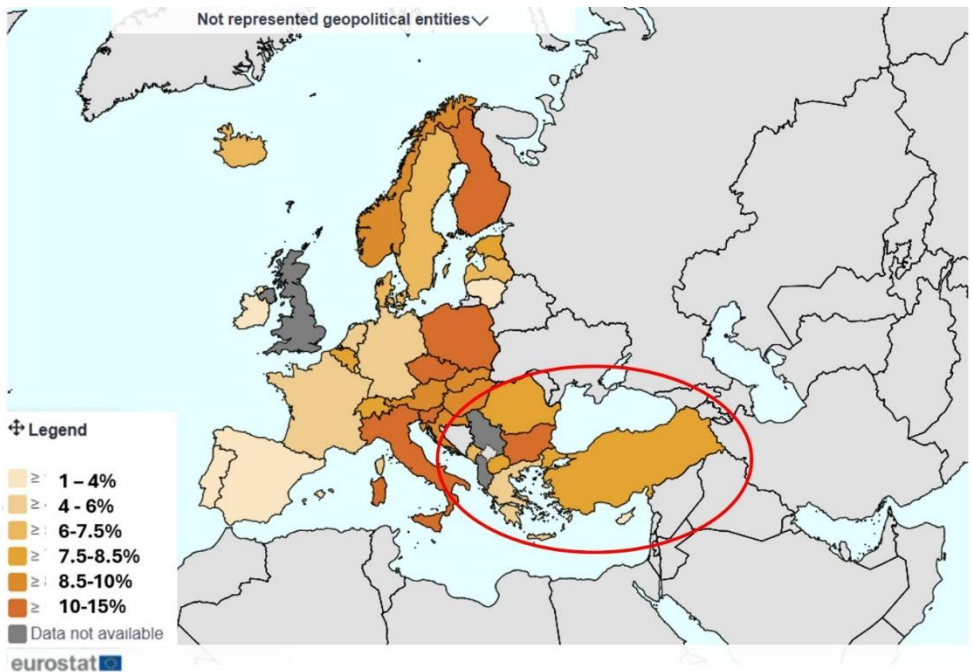 Not represented geopolitical entities
Legend
≥ 1 – 4%
≥ 4 - 6%
≥ 6-7.5%
≥ 7.5-8.5%
≥ 8.5-10%
≥ 10-15%
Data not available
eurostat